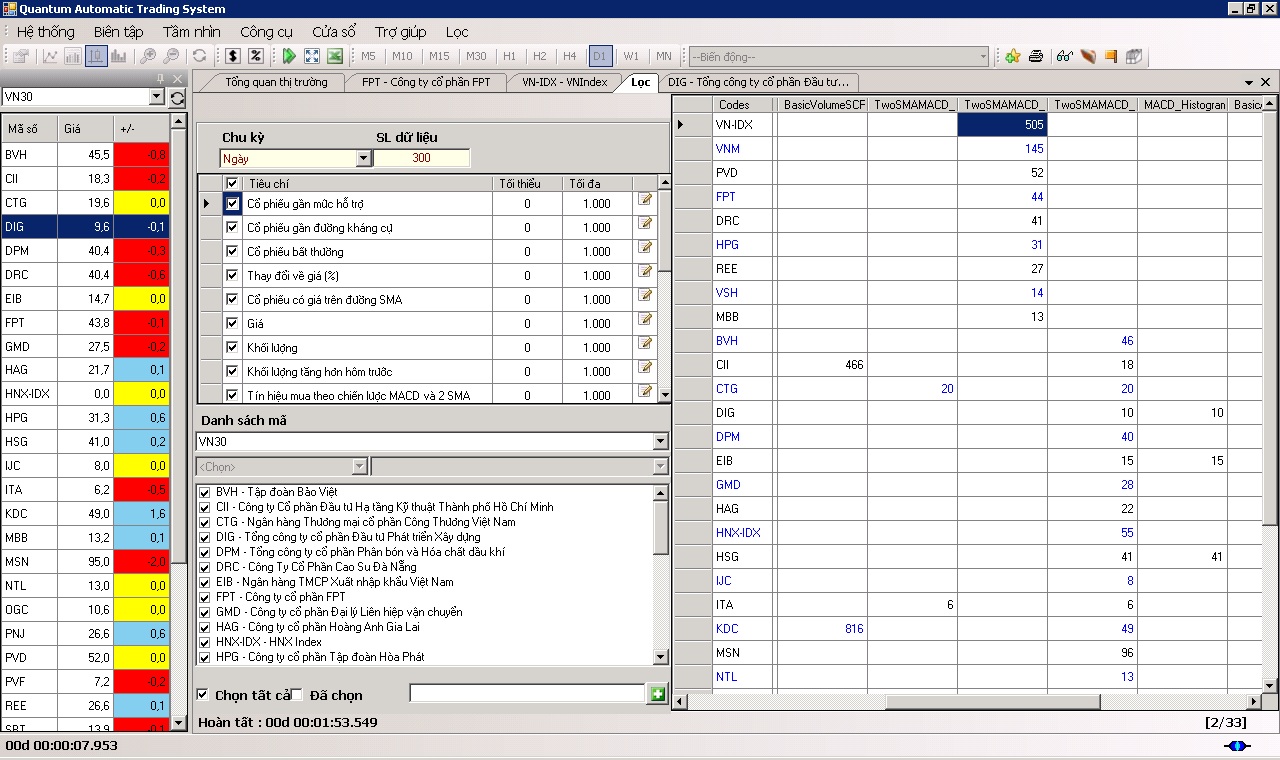 Quantum Automatic Trading System
Hệ thống Biên tập Tầm nhìn Công cụ Cửa sổ Trợ giúp Lọc
$ % M5 M10 M15 M30 H1 H2 H4 D1 W1 MN --Biến động--
Tổng quan thị trường FPT - Công ty cổ phần FPT VN-IDX - VNIndex Lọc DIG - Tổng công ty cổ phần Đầu tư...
VN30
Mã số Giá +/-
BVH 45,5 -0,8
CII 18,3 -0,2
CTG 19,6 0,0
DIG 9,6 -0,1
DPM 40,4 -0,3
DRC 40,4 -0,6
EIB 14,7 0,0
FPT 43,8 -0,1
GMD 27,5 -0,2
HAG 21,7 0,1
HNX-IDX 0,0 0,0
HPG 31,3 0,6
HSG 41,0 0,2
IJC 8,0 0,0
ITA 6,2 -0,5
KDC 49,0 1,6
MBB 13,2 0,1
MSN 95,0 -2,0
NTL 13,0 0,0
OGC 10,6 0,0
PNJ 26,6 0,6
PVD 52,0 0,0
PVF 7,2 -0,2
REE 26,6 0,1
SBT 13,9 -0,1
Chu kỳ SL dữ liệu
Ngày 300
Tiêu chí Tối thiểu Tối đa
Cổ phiếu gần mức hỗ trợ 0 1.000
Cổ phiếu gần đường kháng cự 0 1.000
Cổ phiếu bất thường 0 1.000
Thay đổi về giá (%) 0 1.000
Cổ phiếu có giá trên đường SMA 0 1.000
Giá 0 1.000
Khối lượng 0 1.000
Khối lượng tăng hơn hôm trước 0 1.000
Tín hiệu mua theo chiến lược MACD và 2 SMA 0 1.000
Danh sách mã
VN30
<Chọn>
BVH - Tập đoàn Bảo Việt
CII - Công ty Cổ phần Đầu tư Hạ tầng Kỹ thuật Thành phố Hồ Chí Minh
CTG - Ngân hàng Thương mại cổ phần Công Thương Việt Nam
DIG - Tổng công ty cổ phần Đầu tư Phát triển Xây dựng
DPM - Tổng công ty cổ phần Phân bón và Hóa chất dầu khí
DRC - Công Ty Cổ Phần Cao Su Đà Nẵng
EIB - Ngân hàng TMCP Xuất nhập khẩu Việt Nam
FPT - Công ty cổ phần FPT
GMD - Công ty cổ phần Đại lý Liên hiệp vận chuyển
HAG - Công ty cổ phần Hoàng Anh Gia Lai
HNX-IDX - HNX Index
HPG - Công ty cổ phần Tập đoàn Hòa Phát
Chọn tất cả Đã chọn
Hoàn tất : 00d 00:01:53.549
Codes BasicVolumeSCF TwoSMAMACD_ TwoSMAMACD_ TwoSMAMACD_ MACD_Histogran Basic
VN-IDX 505
VNM 145
PVD 52
FPT 44
DRC 41
HPG 31
REE 27
VSH 14
MBB 13
BVH 46
CII 466 18
CTG 20 20
DIG 10 10
DPM 40
EIB 15 15
GMD 28
HAG 22
HNX-IDX 55
HSG 41 41
IJC 8
ITA 6 6
KDC 816 49
MSN 96
NTL 13
[2/33]
00d 00:00:07.953